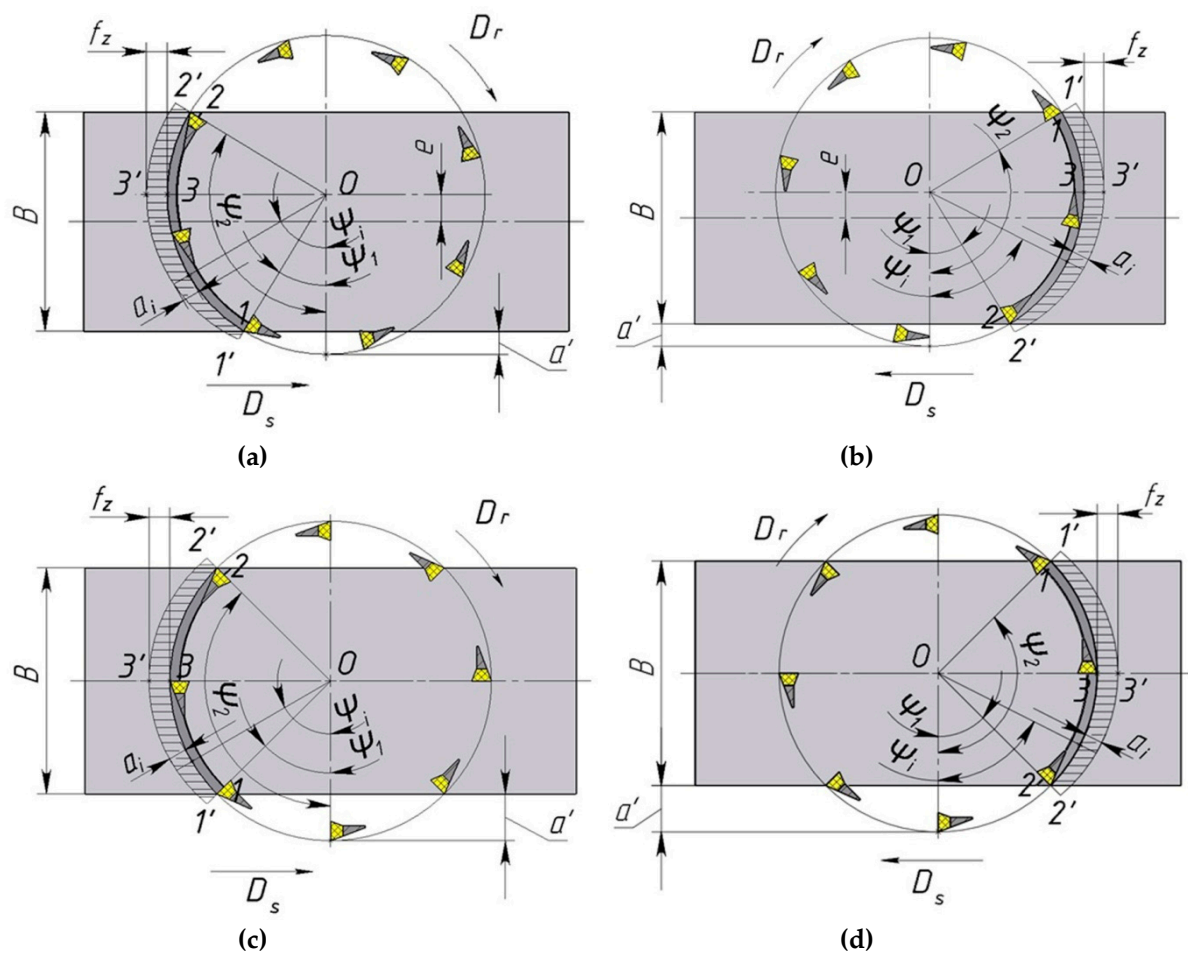 f_z
D_r
2' 2
e
B
3' 3
O
ψ_2
ψ_i
ψ_1
a_i
1
1'
a'
D_s
(a)
D_r
f_z
1'
1
ψ_2
e
O
3 3'
B
ψ_1
ψ_i
a_i
2
2'
a'
D_s
(b)
f_z
D_r
2' 2
B
3' 3
O
ψ_2
ψ_i
ψ_1
a_i
1
1'
a'
D_s
(c)
D_r
f_z
1'
1
ψ_2
O
3 3'
B
ψ_1
ψ_i
a_i
2'
2'
a'
D_s
(d)